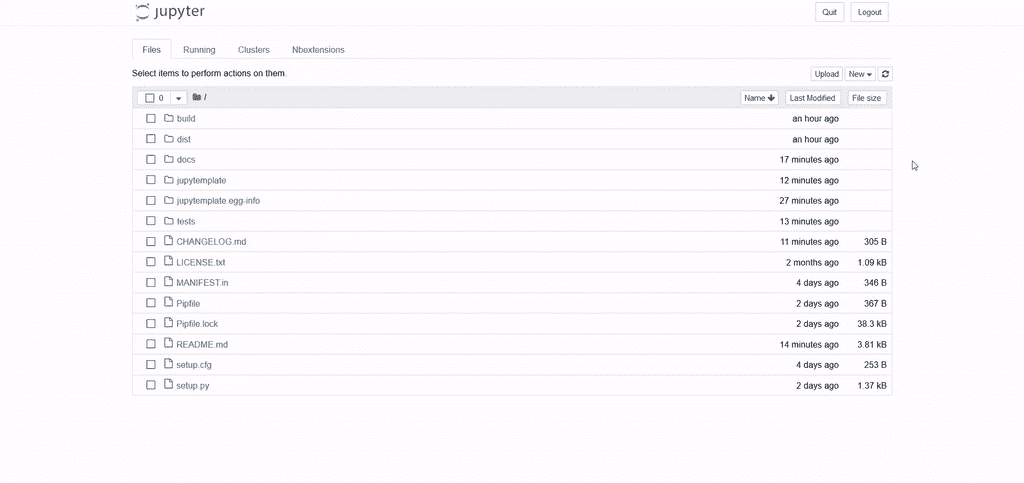 jupyter Quit Logout
Files Running Clusters Nbextensions
Select items to perform actions on them. Upload New
0 / Name Last Modified File size
build an hour ago
dist an hour ago
docs 17 minutes ago
jupytemplate 12 minutes ago
jupytemplate.egg-info 27 minutes ago
tests 13 minutes ago
CHANGELOG.md 11 minutes ago 305 B
LICENSE.txt 2 months ago 1.09 kB
MANIFEST.in 4 days ago 346 B
Pipfile 2 days ago 367 B
Pipfile.lock 2 days ago 38.3 kB
README.md 14 minutes ago 3.81 kB
setup.cfg 4 days ago 253 B
setup.py 2 days ago 1.37 kB